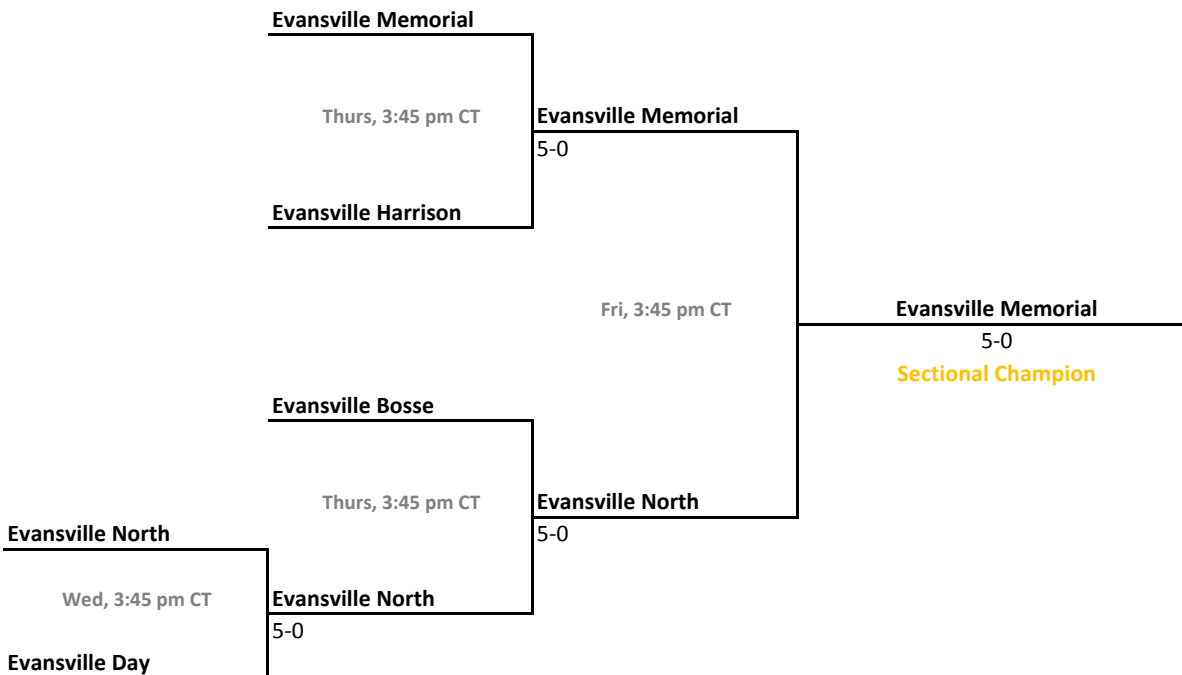 Evansville Memorial
Thurs, 3:45 pm CT
Evansville Memorial
5-0
Evansville Harrison
Fri, 3:45 pm CT
Evansville Memorial
5-0
Sectional Champion
Evansville Bosse
Thurs, 3:45 pm CT
Evansville North
5-0
Evansville North
Wed, 3:45 pm CT
Evansville North
5-0
Evansville Day